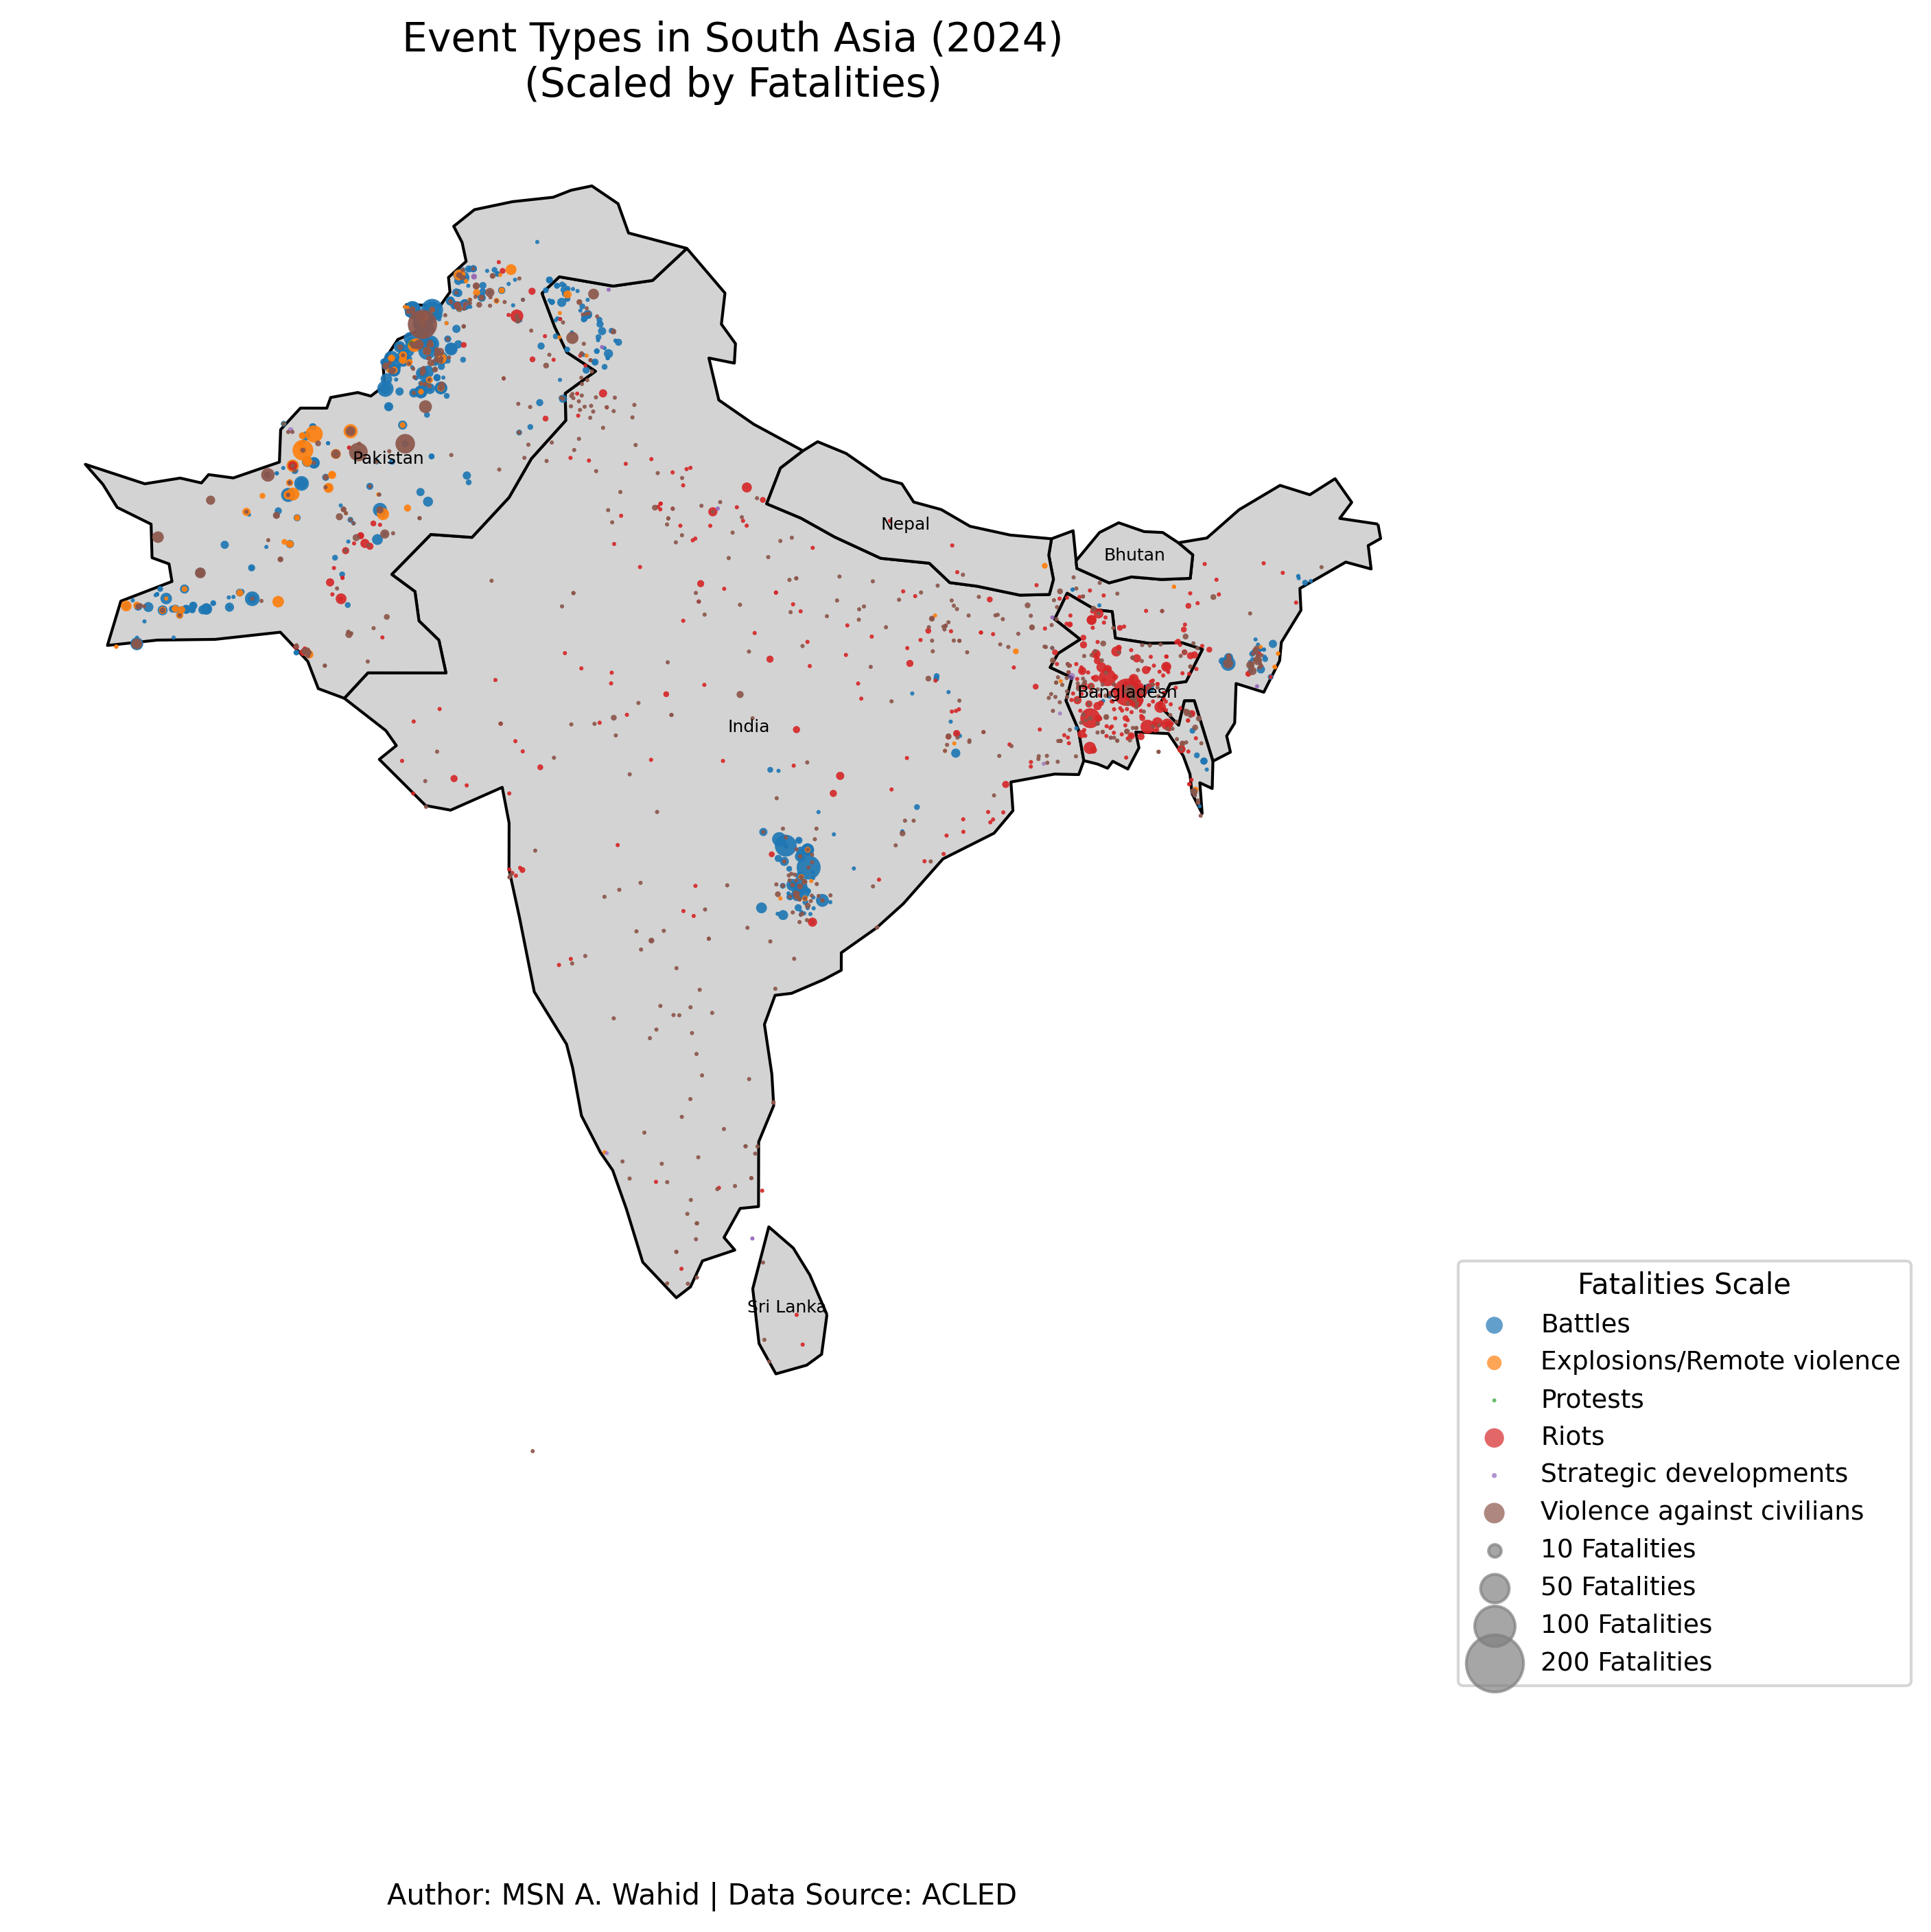 Event Types in South Asia (2024)
(Scaled by Fatalities)
Pakistan
Nepal
Bhutan
Bangladesh
India
Sri Lanka
Fatalities Scale
Battles
Explosions/Remote violence
Protests
Riots
Strategic developments
Violence against civilians
10 Fatalities
50 Fatalities
100 Fatalities
200 Fatalities
Author: MSN A. Wahid | Data Source: ACLED